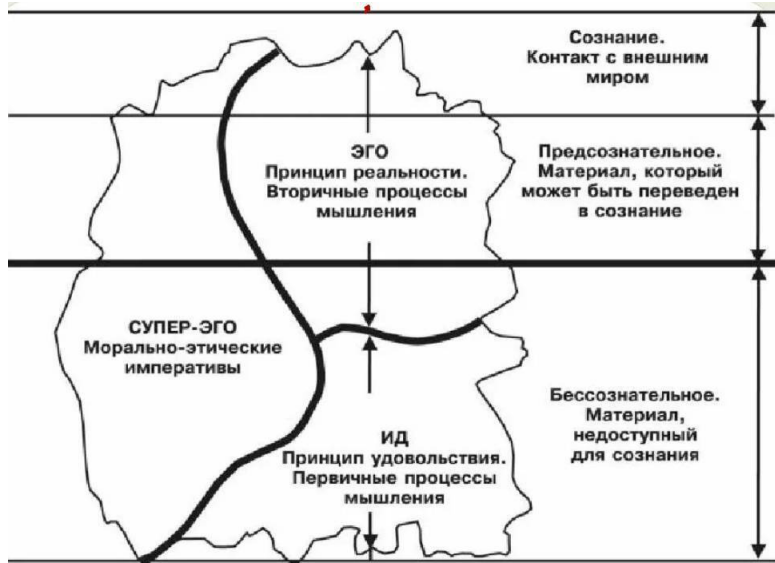 Сознание.
Контакт с внешним
миром
ЭГО
Принцип реальности.
Вторичные процессы
мышления
Предсознательное.
Материал, который
может быть переведен
в сознание
СУПЕР-ЭГО
Морально-этические
императивы
ИД
Принцип удовольствия.
Первичные процессы
мышления
Бессознательное.
Материал,
недоступный
для сознания